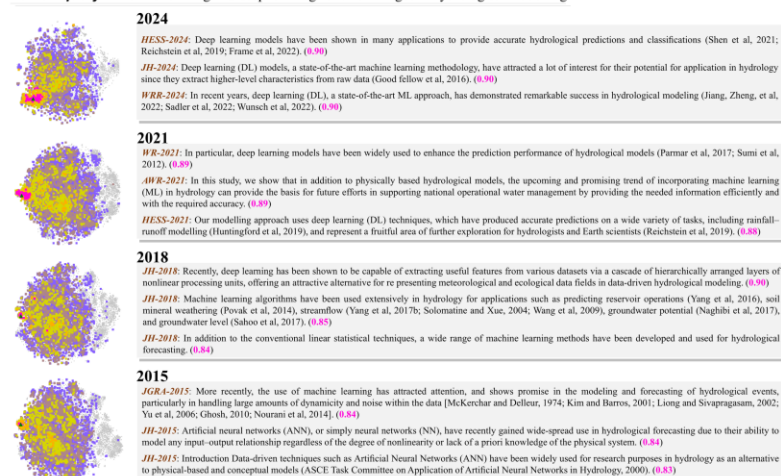 2024
HESS-2024: Deep learning models have been shown in many applications to provide accurate hydrological predictions and classifications (Shen et al, 2021;
Reichstein et al, 2019; Frame et al, 2022). (0.90)
JH-2024: Deep learning (DL) models, a state-of-the-art machine learning methodology, have attracted a lot of interest for their potential for application in hydrology
since they extract higher-level characteristics from raw data (Good fellow et al, 2016). (0.90)
WRR-2024: In recent years, deep learning (DL), a state-of-the-art ML approach, has demonstrated remarkable success in hydrological modeling (Jiang, Zheng, et al,
2022; Sadler et al, 2022; Wunsch et al, 2022). (0.90)
2021
WR-2021: In particular, deep learning models have been widely used to enhance the prediction performance of hydrological models (Parmar et al, 2017; Sumi et al,
2012). (0.89)
AWR-2021: In this study, we show that in addition to physically based hydrological models, the upcoming and promising trend of incorporating machine learning
(ML) in hydrology can provide the basis for future efforts in supporting national operational water management by providing the needed information efficiently and
with the required accuracy. (0.89)
HESS-2021: Our modelling approach uses deep learning (DL) techniques, which have produced accurate predictions on a wide variety of tasks, including rainfall–
runoff modelling (Huntingford et al, 2019), and represent a fruitful area of further exploration for hydrologists and Earth scientists (Reichstein et al, 2019). (0.88)
2018
JH-2018: Recently, deep learning has been shown to be capable of extracting useful features from various datasets via a cascade of hierarchically arranged layers of
nonlinear processing units, offering an attractive alternative for re presenting meteorological and ecological data fields in data-driven hydrological modeling. (0.90)
JH-2018: Machine learning algorithms have been used extensively in hydrology for applications such as predicting reservoir operations (Yang et al, 2016), soil
mineral weathering (Povak et al, 2014), streamflow (Yang et al, 2017b; Solomatine and Xue, 2004; Wang et al, 2009), groundwater potential (Naghibi et al, 2017),
and groundwater level (Sahoo et al, 2017). (0.85)
JH-2018: In addition to the conventional linear statistical techniques, a wide range of machine learning methods have been developed and used for hydrological
forecasting. (0.84)
2015
JGRA-2015: More recently, the use of machine learning has attracted attention, and shows promise in the modeling and forecasting of hydrological events,
particularly in handling large amounts of dynamicity and noise within the data [McKerchar and Delleur, 1974; Kim and Barros, 2001; Liong and Sivapragasam, 2002;
Yu et al, 2006; Ghosh, 2010; Nourani et al, 2014]. (0.84)
JH-2015: Artificial neural networks (ANN), or simply neural networks (NN), have recently gained wide-spread use in hydrological forecasting due to their ability to
model any input–output relationship regardless of the degree of nonlinearity or lack of a priori knowledge of the physical system. (0.84)
JH-2015: Introduction Data-driven techniques such as Artificial Neural Networks (ANN) have been widely used for research purposes in hydrology as an alternative
to physical-based and conceptual models (ASCE Task Committee on Application of Artificial Neural Networks in Hydrology, 2000). (0.83)